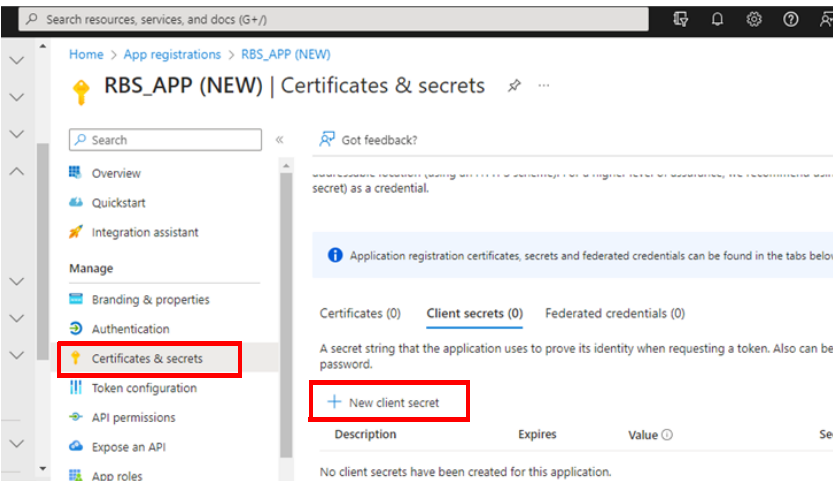 Search resources, services, and docs (G+/)
Home > App registrations > RBS_APP (NEW)
RBS_APP (NEW) | Certificates & secrets
Search
Overview
Quickstart
Integration assistant
Manage
Branding & properties
Authentication
Certificates & secrets
Token configuration
API permissions
Expose an API
App roles
Got feedback?
secret) as a credential.
Application registration certificates, secrets and federated credentials can be found in the tabs below
Certificates (0) Client secrets (0) Federated credentials (0)
A secret string that the application uses to prove its identity when requesting a token. Also can be
password.
+ New client secret
Description Expires Value Se
No client secrets have been created for this application.